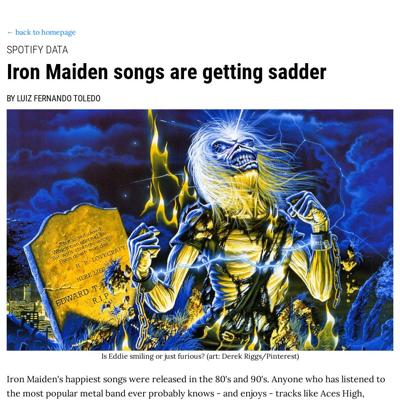 ← back to homepage
SPOTIFY DATA
Iron Maiden songs are getting sadder
BY LUIZ FERNANDO TOLEDO
H. P. LOVECRAFT
HERE LIES
EDWARD T.
R.I.P.
Is Eddie smiling or just furious? (art: Derek Riggs/Pinterest)
Iron Maiden's happiest songs were released in the 80's and 90's. Anyone who has listened to
the most popular metal band ever probably knows - and enjoys - tracks like Aces High,